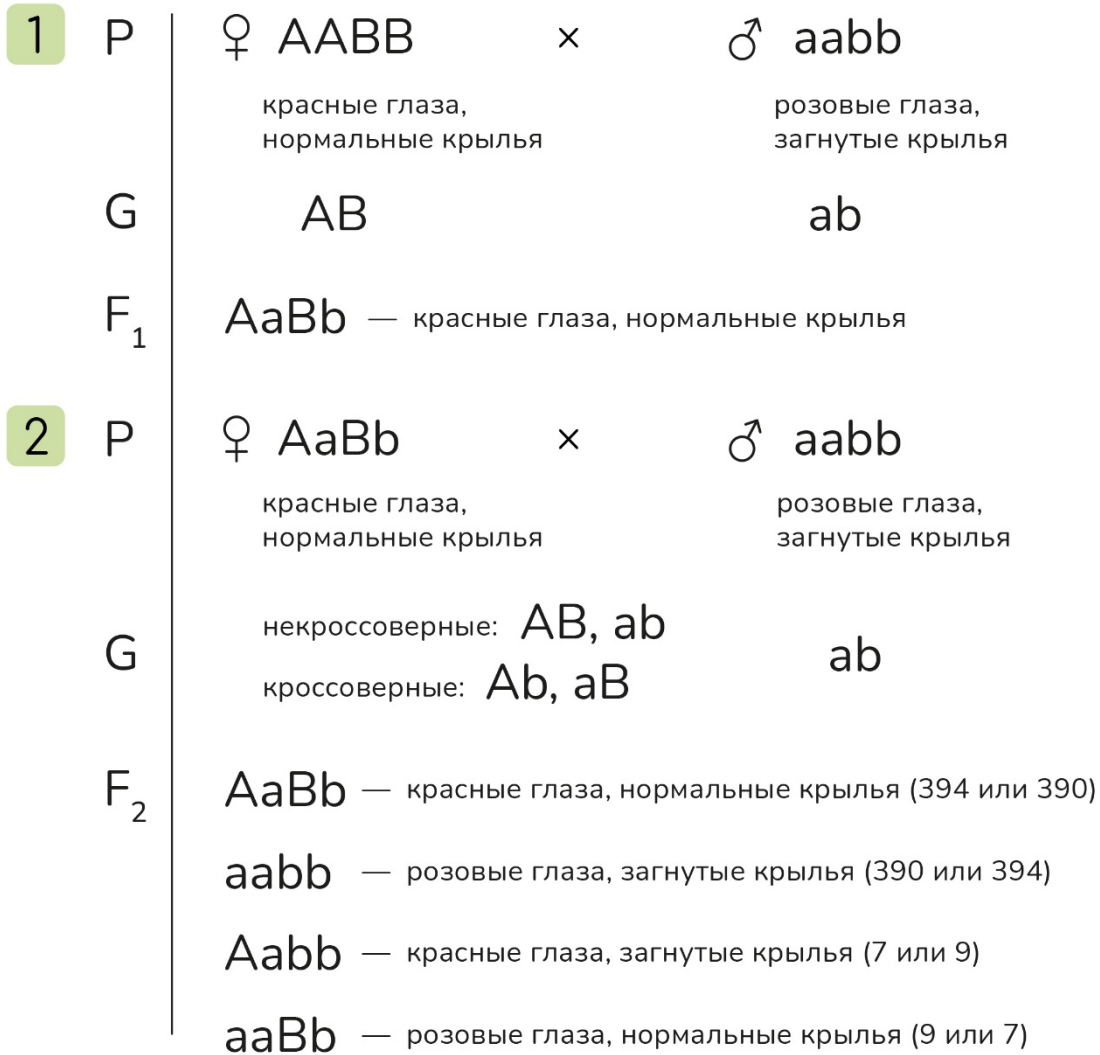 1 P ♀ AABB × ♂ aabb
красные глаза, розовые глаза,
нормальные крылья загнутые крылья
G AB ab
F₁ AaBb — красные глаза, нормальные крылья
2 P ♀ AaBb × ♂ aabb
красные глаза, розовые глаза,
нормальные крылья загнутые крылья
G некроссоверные: AB, ab ab
кроссоверные: Ab, aB
F₂ AaBb — красные глаза, нормальные крылья (394 или 390)
aabb — розовые глаза, загнутые крылья (390 или 394)
Aabb — красные глаза, загнутые крылья (7 или 9)
aaBb — розовые глаза, нормальные крылья (9 или 7)